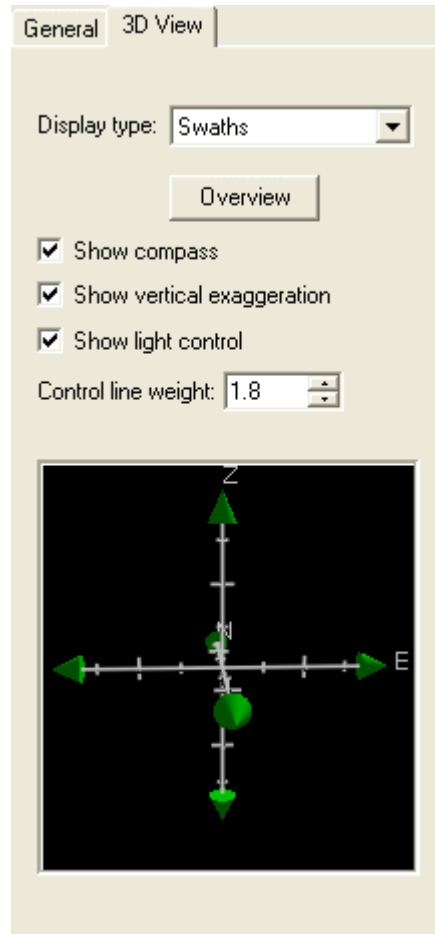 General 3D View
Display type: Swaths
Overview
Show compass
Show vertical exaggeration
Show light control
Control line weight: 1.8
Z
N
E